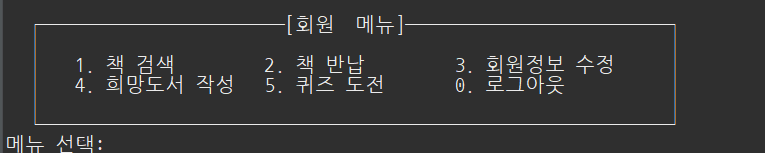 [회원 메뉴]
1. 책 검색 2. 책 반납 3. 회원정보 수정
4. 희망도서 작성 5. 퀴즈 도전 0. 로그아웃
메뉴 선택: